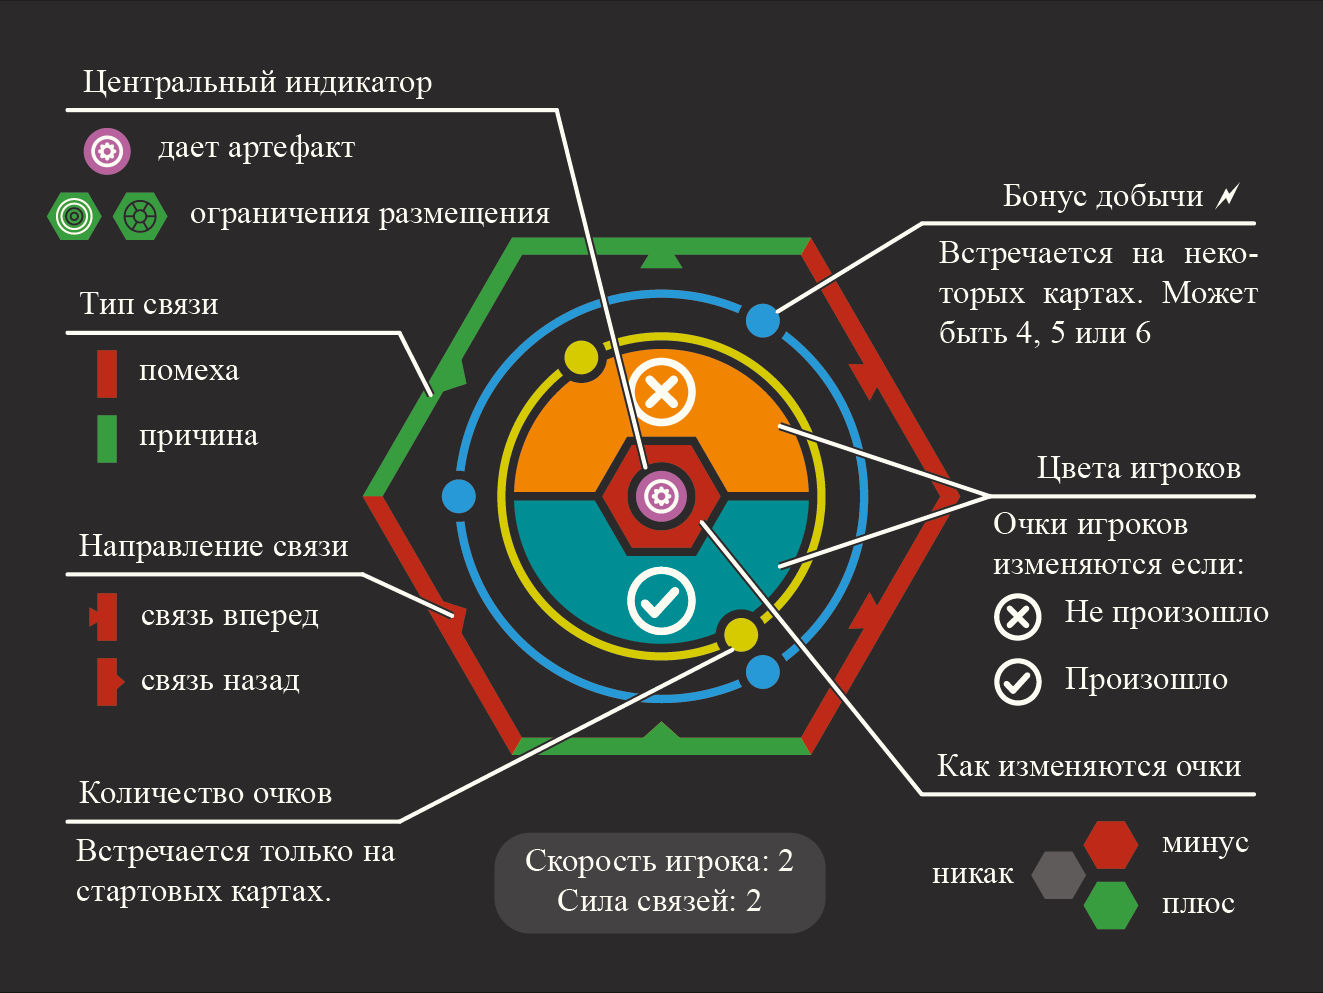 Центральный индикатор
дает артефакт
ограничения размещения
Тип связи
помеха
причина
Направление связи
связь вперед
связь назад
Количество очков
Встречается только на
стартовых картах.
Скорость игрока: 2
Сила связей: 2
Бонус добычи
Встречается на неко-
торых картах. Может
быть 4, 5 или 6
Цвета игроков
Очки игроков
изменяются если:
Не произошло
Произошло
Как изменяются очки
минус
никак
плюс